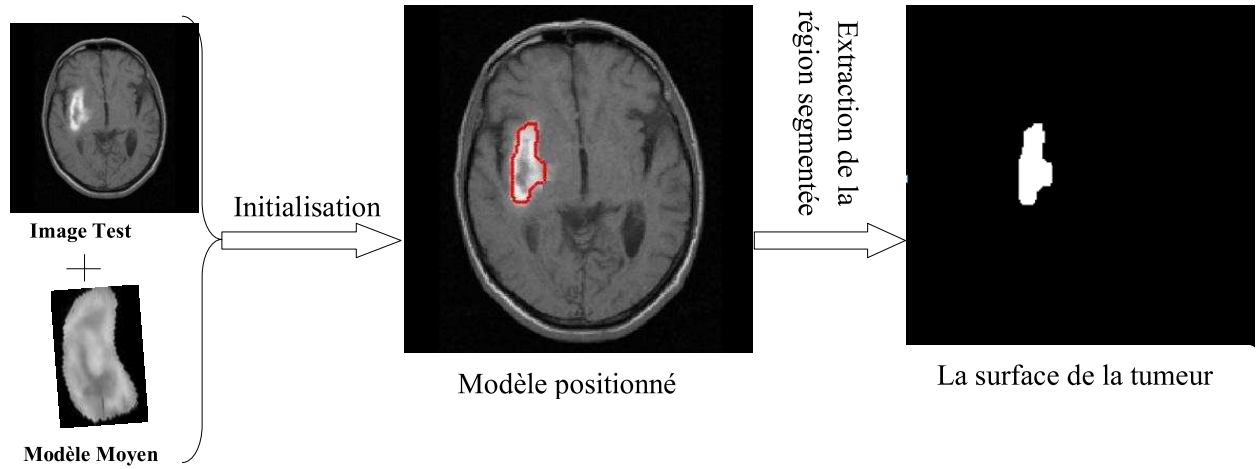 Image Test
Modèle Moyen
Initialisation
Modèle positionné
Extraction de la
région segmentée
La surface de la tumeur